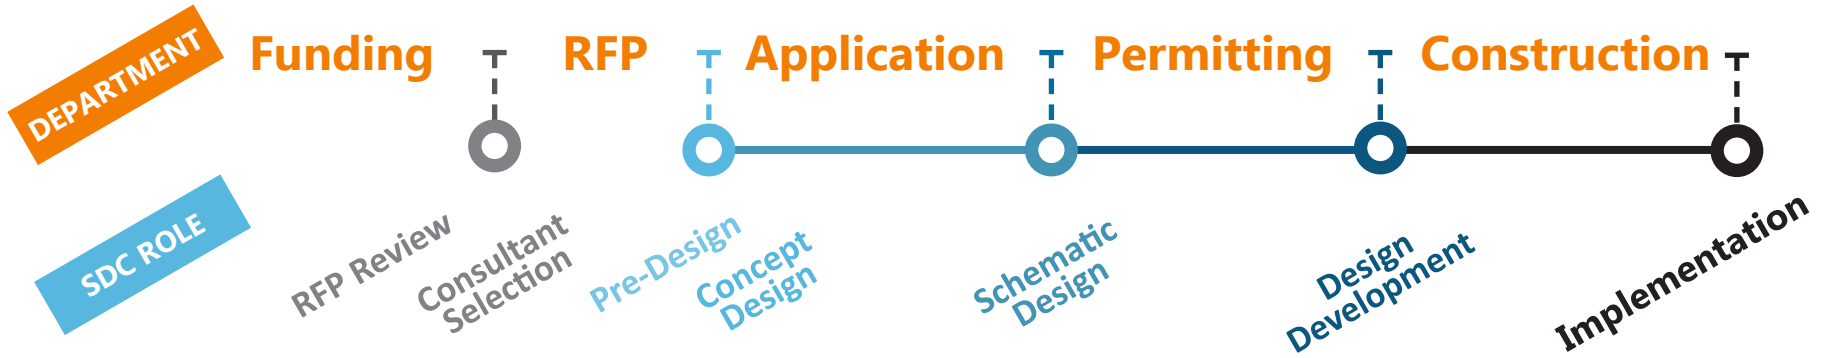 DEPARTMENT
Funding
RFP
Application
Permitting
Construction
SDC ROLE
RFP Review
Consultant
Selection
Pre-Design
Concept
Design
Schematic
Design
Design
Development
Implementation